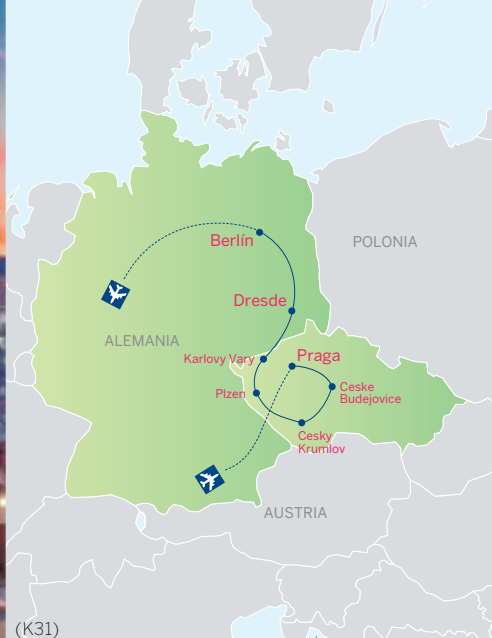 Berlín
POLONIA
Dresde
ALEMANIA
Karlovy Vary
Praga
Plzen
Ceske
Budejovice
Cesky
Krumlov
AUSTRIA
(K31)